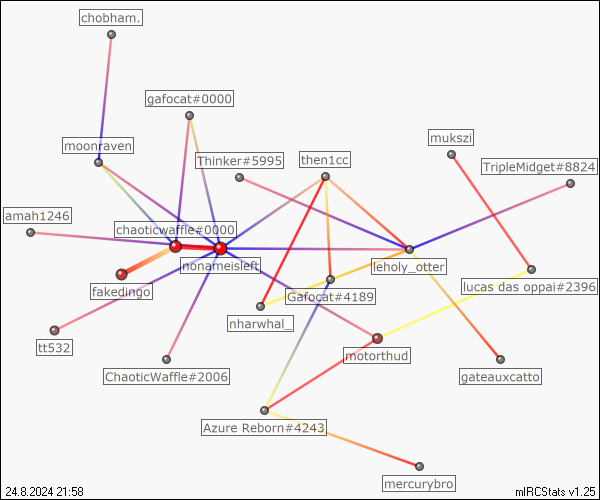 chobham.
gafocat#0000
mukszi
moonraven
Thinker#5995
then1cc
TripleMidget#8824
amah1246
chaoticwaffle#0000
nonameisleft
leholy_otter
fakedingo
Gafocat#4189
lucas das oppai#2396
nharwhal_
tt532
motorthud
ChaoticWaffle#2006
gateauxcatto
Azure Reborn#4243
mercurybro
24.8.2024 21:58
mIRCStats v1.25